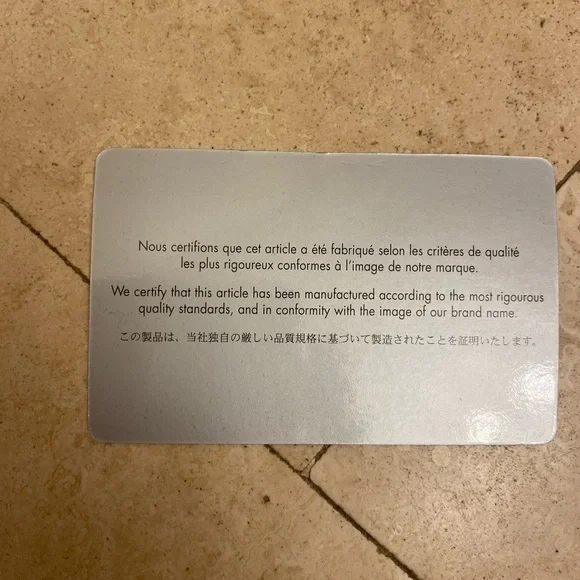 Nous certifions que cet article a été fabriqué selon les critères de qualité
les plus rigoureux conformes à l'image de notre marque.
We certify that this article has been manufactured according to the most rigourous
quality standards, and in conformity with the image of our brand name.
この製品は、当社独自の厳しい品質規格に基づいて製造されたことを証明いたします。